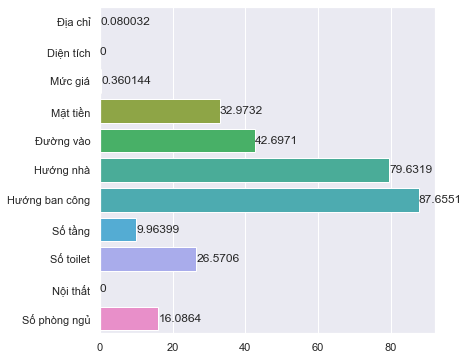 Địa chỉ 0.080032
Diện tích 0
Mức giá 0.360144
Mặt tiền 32.9732
Đường vào 42.6971
Hướng nhà 79.6319
Hướng ban công 87.6551
Số tầng 9.96399
Số toilet 26.5706
Nội thất 0
Số phòng ngủ 16.0864
0 20 40 60 80